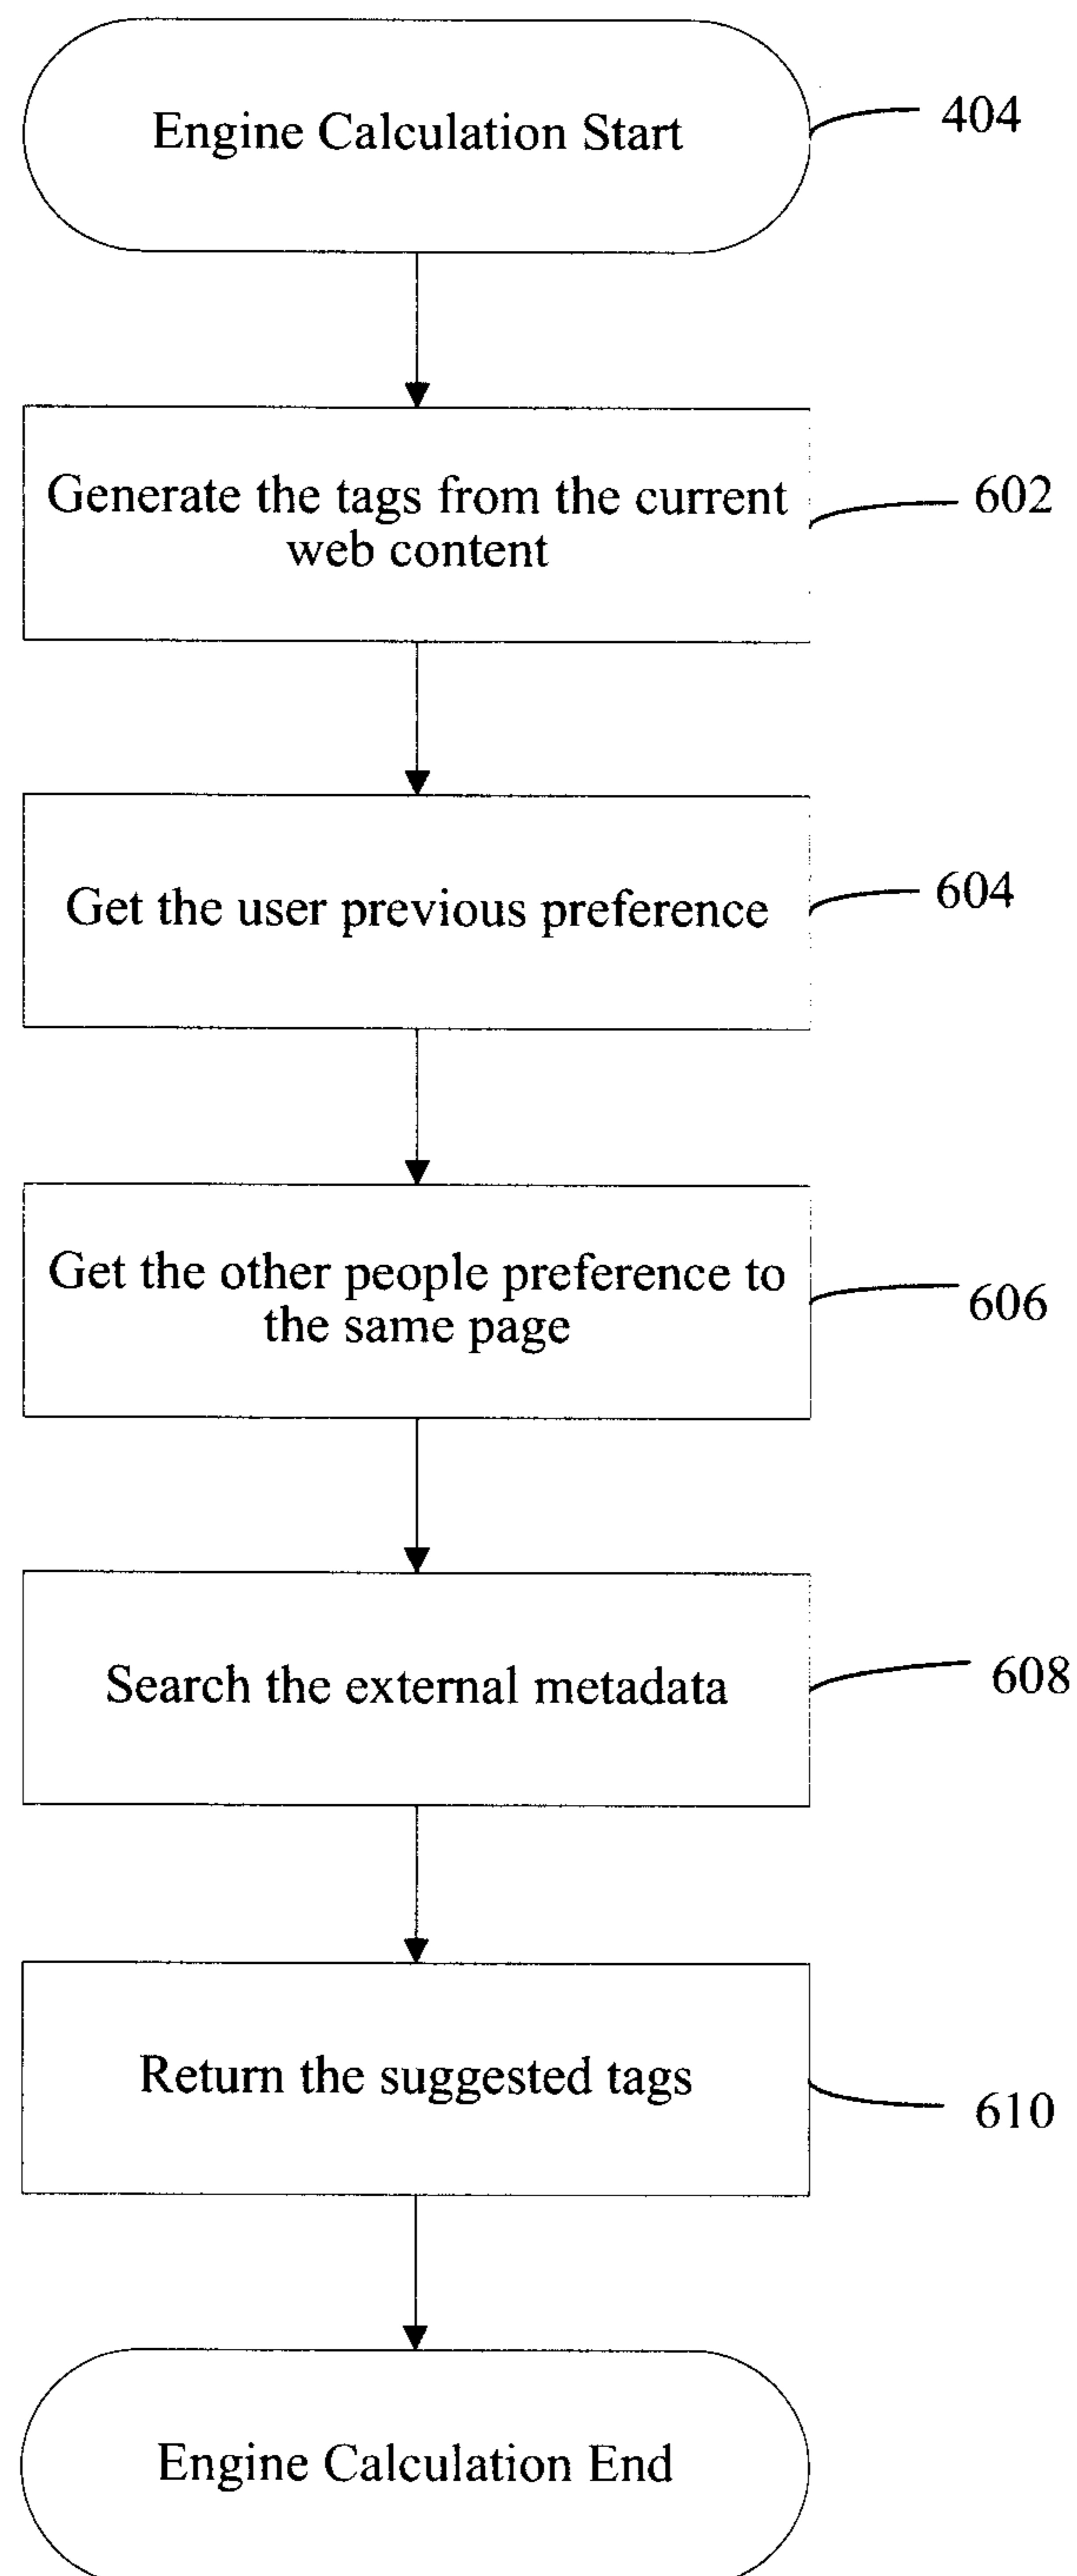 Engine Calculation Start
404
Generate the tags from the current
web content
602
Get the user previous preference
604
Get the other people preference to
the same page
606
Search the external metadata
608
Return the suggested tags
610
Engine Calculation End